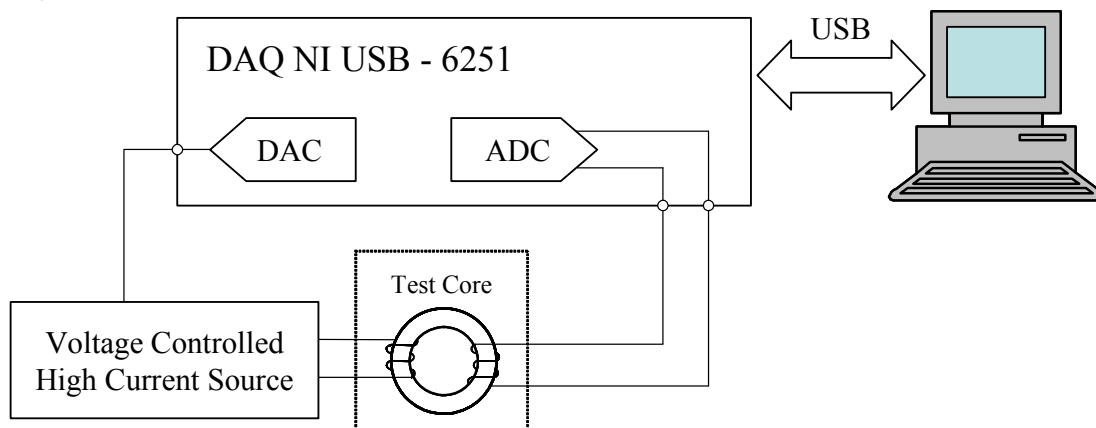 DAQ NI USB - 6251
USB
DAC
ADC
Test Core
Voltage Controlled
High Current Source